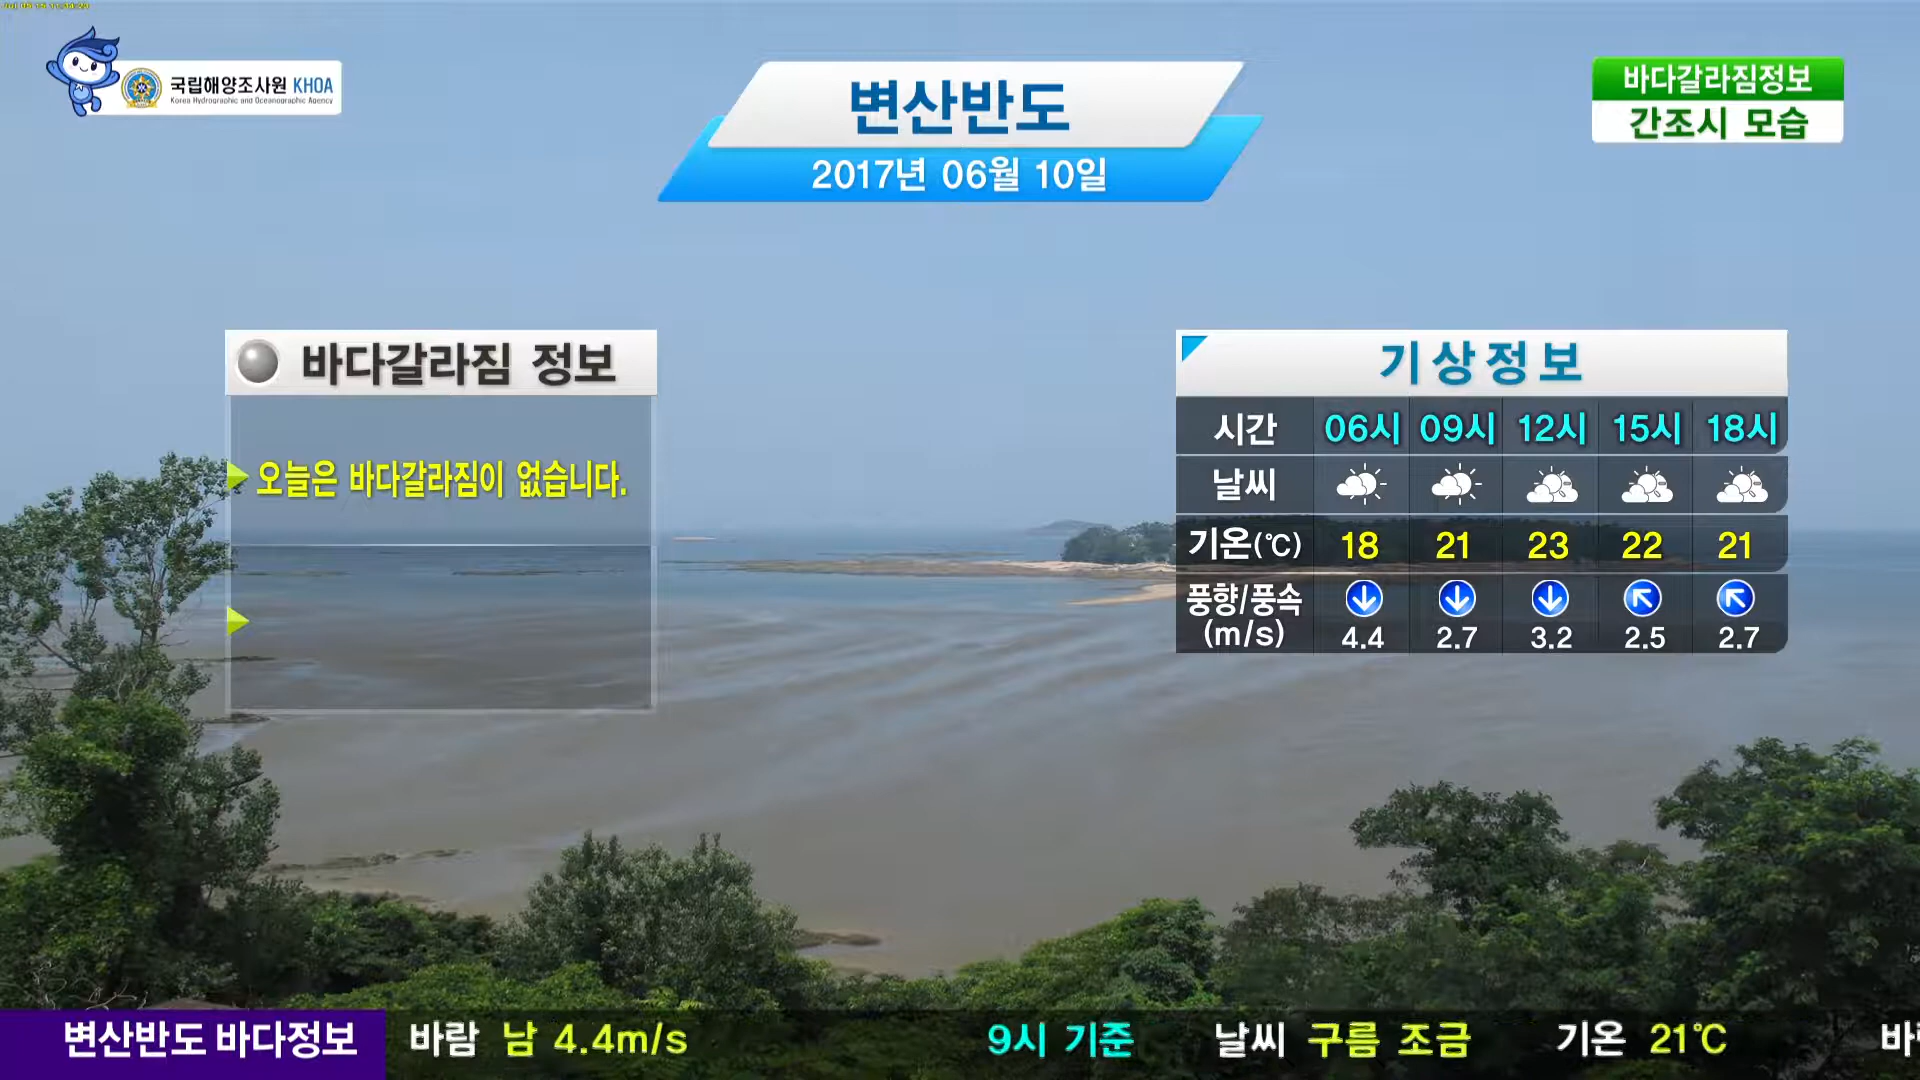 국립해양조사원 KHOA
Korea Hydrographic and Oceanographic Agency
변산반도
2017년 06월 10일
바다갈라짐정보
간조시 모습
바다갈라짐 정보
오늘은 바다갈라짐이 없습니다.
기상정보
시간 06시 09시 12시 15시 18시
날씨
기온(℃) 18 21 23 22 21
풍향/풍속
(m/s) 4.4 2.7 3.2 2.5 2.7
변산반도 바다정보 바람 남 4.4m/s 9시 기준 날씨 구름 조금 기온 21℃